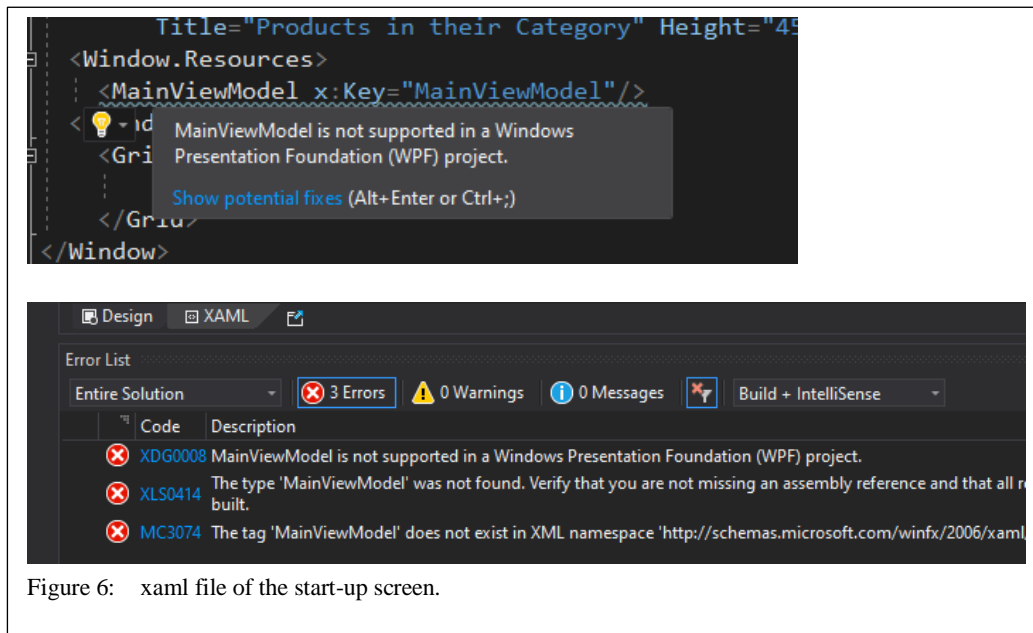 Title="Products in their Category" Height="45
<Window.Resources>
<MainViewModel x:Key="MainViewModel"/>
<
MainViewModel is not supported in a Windows
<Gri
Presentation Foundation (WPF) project.
Show potential fixes (Alt+Enter or Ctrl+;)
</Grid>
</Window>
Design XAML
Error List
Entire Solution 3 Errors 0 Warnings 0 Messages Build + IntelliSense
Code Description
XDG0008 MainViewModel is not supported in a Windows Presentation Foundation (WPF) project.
XLS0414 The type 'MainViewModel' was not found. Verify that you are not missing an assembly reference and that all re
built.
MC3074 The tag 'MainViewModel' does not exist in XML namespace 'http://schemas.microsoft.com/winfx/2006/xaml/
Figure 6: xaml file of the start-up screen.